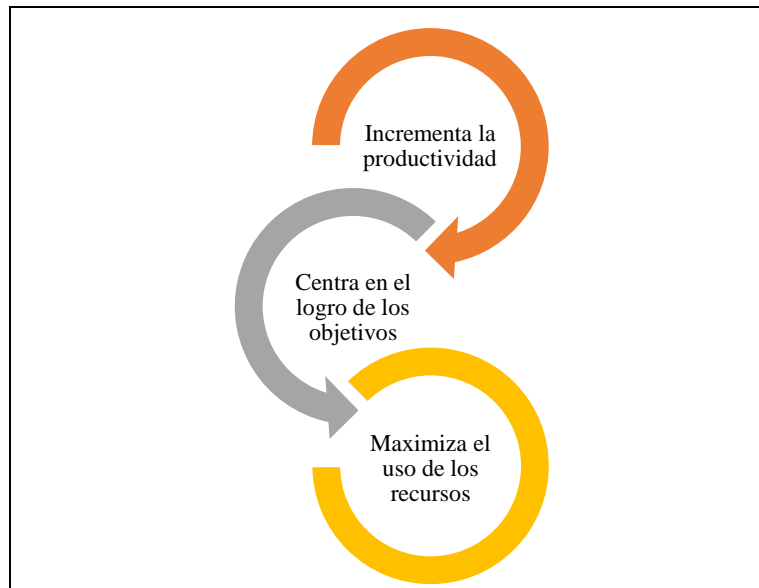 Incrementa la
productividad
Centra en el
logro de los
objetivos
Maximiza el
uso de los
recursos